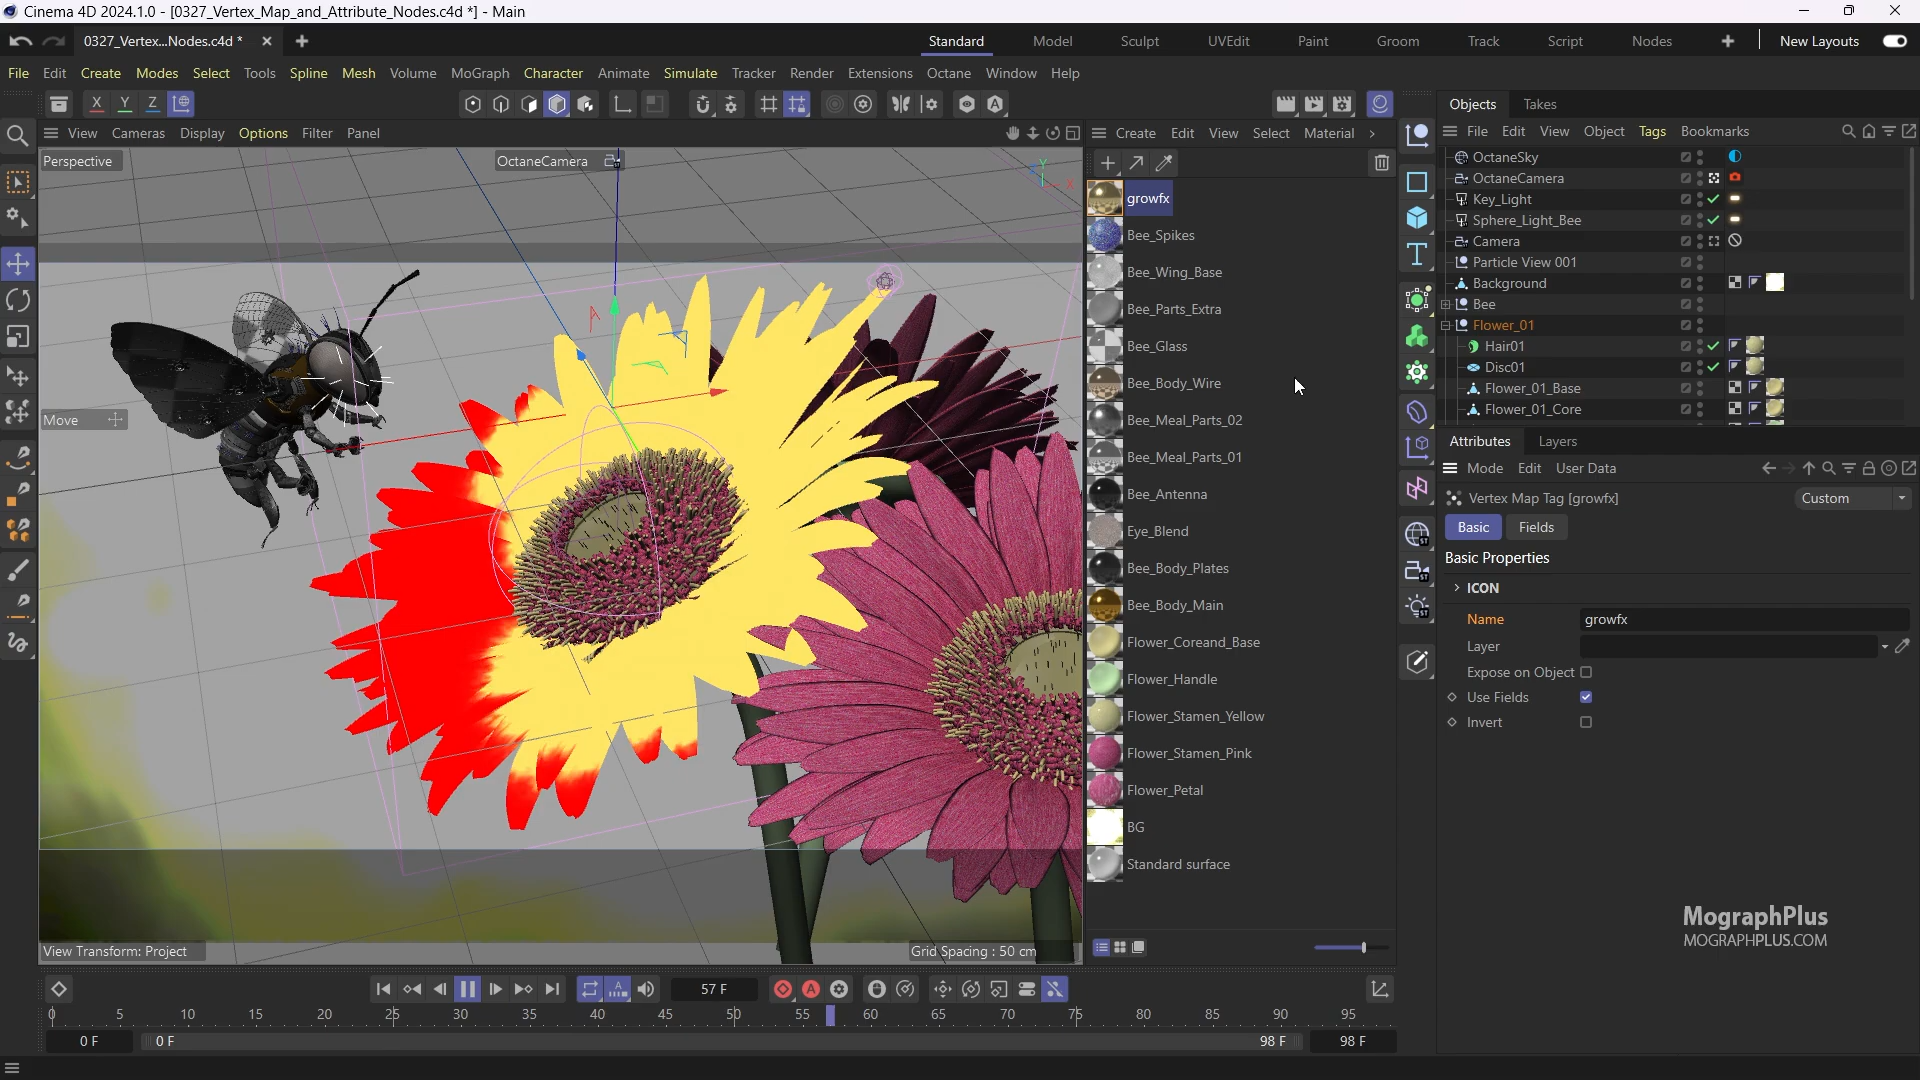 Cinema 4D 2024.1.0 - [0327_Vertex_Map_and_Attribute_Nodes.c4d *] - Main
0327_Vertex...Nodes.c4d *
Standard Model Sculpt UVEdit Paint Groom Track Script Nodes New Layouts
File Edit Create Modes Select Tools Spline Mesh Volume MoGraph Character Animate Simulate Tracker Render Extensions Octane Window Help
X Y Z
Objects Takes
View Cameras Display Options Filter Panel
Create Edit View Select Material
File Edit View Object Tags Bookmarks
Perspective
OctaneCamera
Move
View Transform: Project
Grid Spacing : 50 cm
growfx
Bee_Spikes
Bee_Wing_Base
Bee_Parts_Extra
Bee_Glass
Bee_Body_Wire
Bee_Meal_Parts_02
Bee_Meal_Parts_01
Bee_Antenna
Eye_Blend
Bee_Body_Plates
Bee_Body_Main
Flower_Coreand_Base
Flower_Handle
Flower_Stamen_Yellow
Flower_Stamen_Pink
Flower_Petal
BG
Standard surface
OctaneSky
OctaneCamera
Key_Light
Sphere_Light_Bee
Camera
Particle View 001
Background
Bee
Flower_01
Hair01
Disc01
Flower_01_Base
Flower_01_Core
Attributes Layers
Mode Edit User Data
Vertex Map Tag [growfx]
Custom
Basic Fields
Basic Properties
ICON
Name growfx
Layer
Expose on Object
Use Fields
Invert
MographPlus
MOGRAPHPLUS.COM
57 F
0 5 10 15 20 25 30 35 40 45 50 55 60 65 70 75 80 85 90 95
0 F 0 F 98 F 98 F